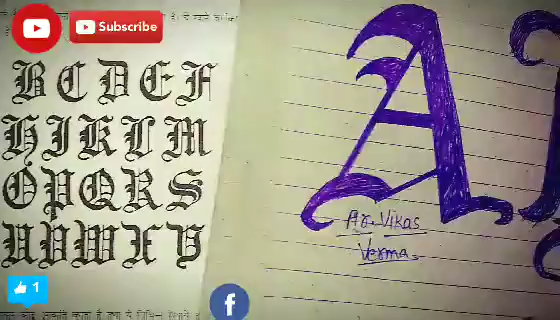 Subscribe
B C D E F
H I K L M
O P Q R S
U V W X Y
1
f
A
Ar. Vikas
Verma